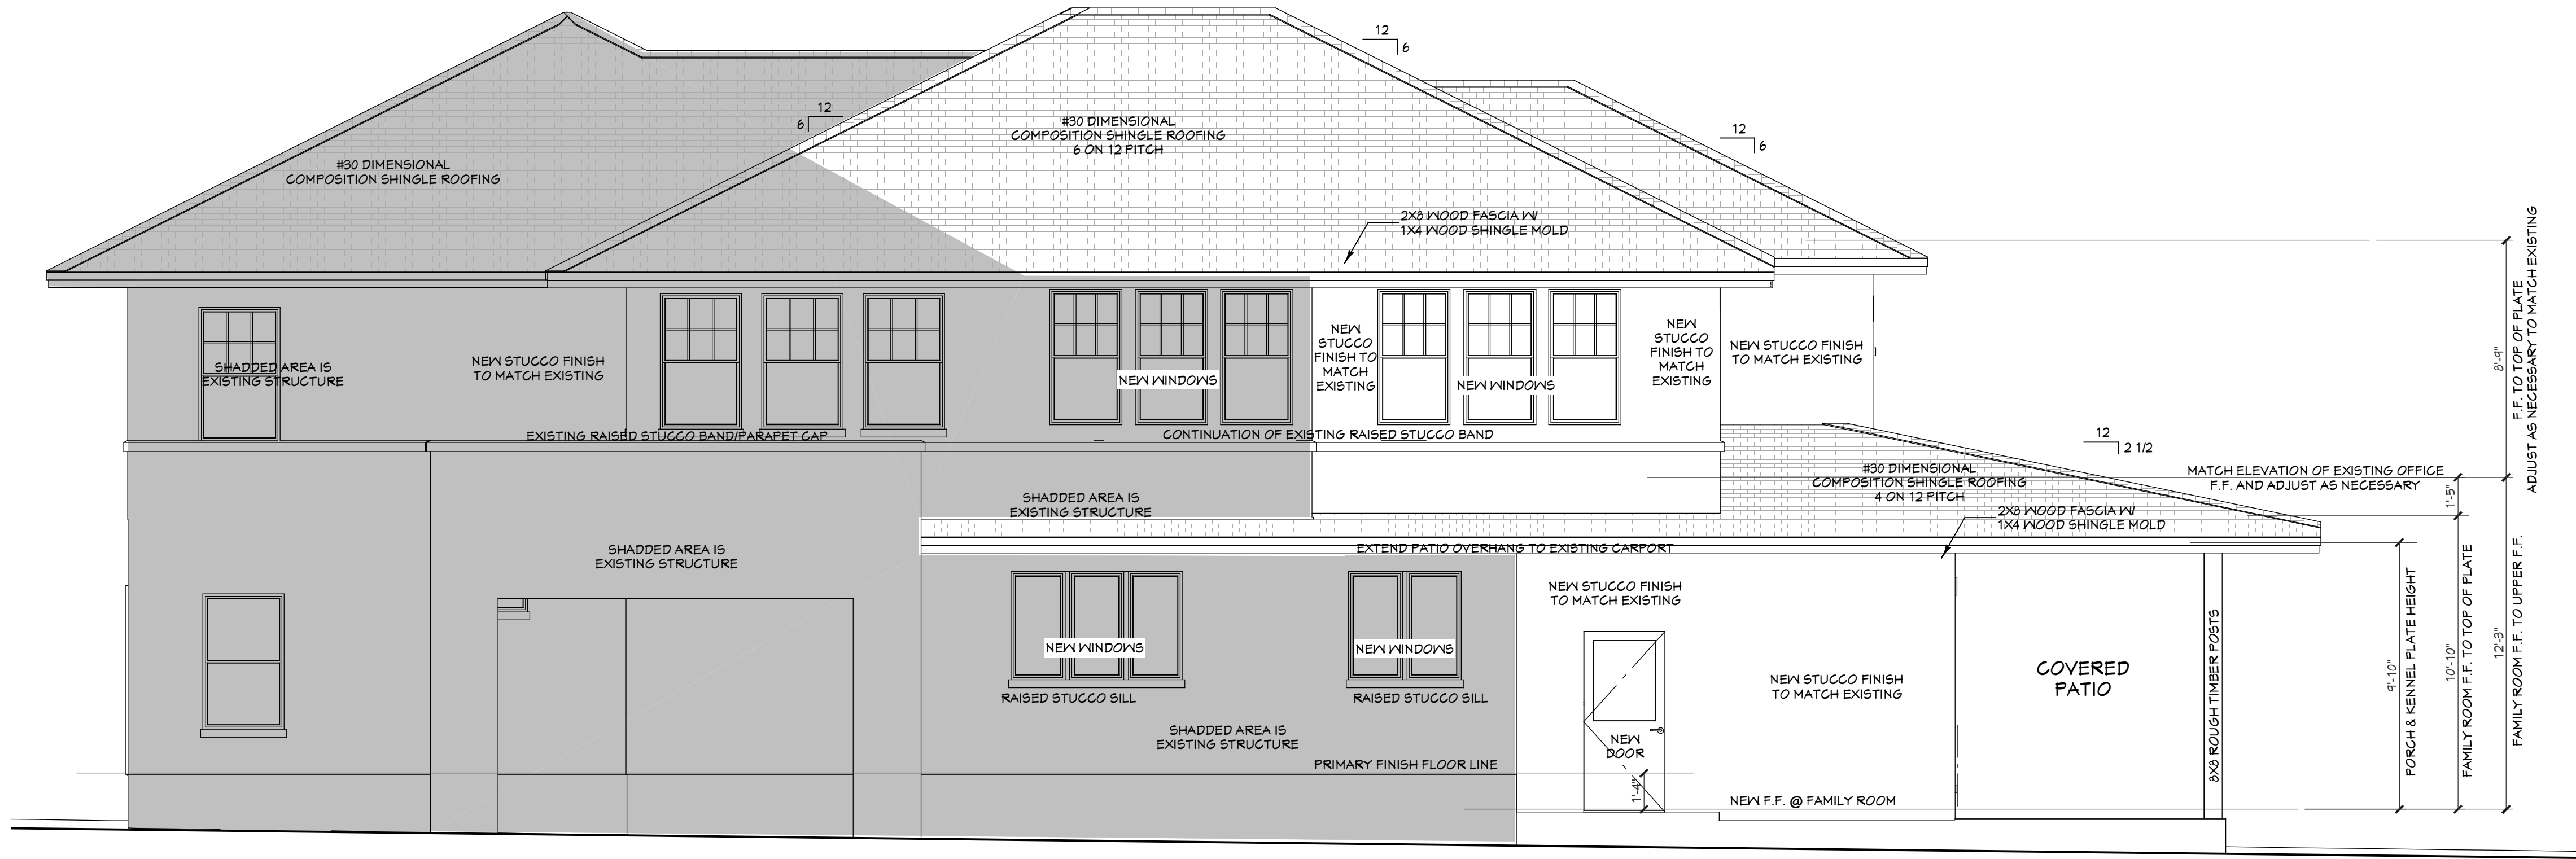 12
6
12
6
#30 DIMENSIONAL
COMPOSITION SHINGLE ROOFING
6 ON 12 PITCH
12
6
#30 DIMENSIONAL
COMPOSITION SHINGLE ROOFING
2X8 WOOD FASCIA W/
1X4 WOOD SHINGLE MOLD
SHADDED AREA IS
EXISTING STRUCTURE
NEW STUCCO FINISH
TO MATCH EXISTING
NEW WINDOWS
NEW
STUCCO
FINISH TO
MATCH
EXISTING
NEW WINDOWS
NEW
STUCCO
FINISH TO
MATCH
EXISTING
NEW STUCCO FINISH
TO MATCH EXISTING
8'-9"
F.F. TO TOP OF PLATE
ADJUST AS NECESSARY TO MATCH EXISTING
EXISTING RAISED STUCCO BAND/PARAPET CAP
CONTINUATION OF EXISTING RAISED STUCCO BAND
12
2 1/2
#30 DIMENSIONAL
COMPOSITION SHINGLE ROOFING
4 ON 12 PITCH
MATCH ELEVATION OF EXISTING OFFICE
F.F. AND ADJUST AS NECESSARY
1'-5"
SHADDED AREA IS
EXISTING STRUCTURE
2X8 WOOD FASCIA W/
1X4 WOOD SHINGLE MOLD
SHADDED AREA IS
EXISTING STRUCTURE
EXTEND PATIO OVERHANG TO EXISTING CARPORT
NEW STUCCO FINISH
TO MATCH EXISTING
NEW WINDOWS
RAISED STUCCO SILL
NEW WINDOWS
RAISED STUCCO SILL
NEW STUCCO FINISH
TO MATCH EXISTING
COVERED
PATIO
8X8 ROUGH TIMBER POSTS
9'-10"
PORCH & KENNEL PLATE HEIGHT
10'-10"
FAMILY ROOM F.F. TO TOP OF PLATE
12'-3"
FAMILY ROOM F.F. TO UPPER F.F.
SHADDED AREA IS
EXISTING STRUCTURE
NEW
DOOR
PRIMARY FINISH FLOOR LINE
1'-4"
NEW F.F. @ FAMILY ROOM